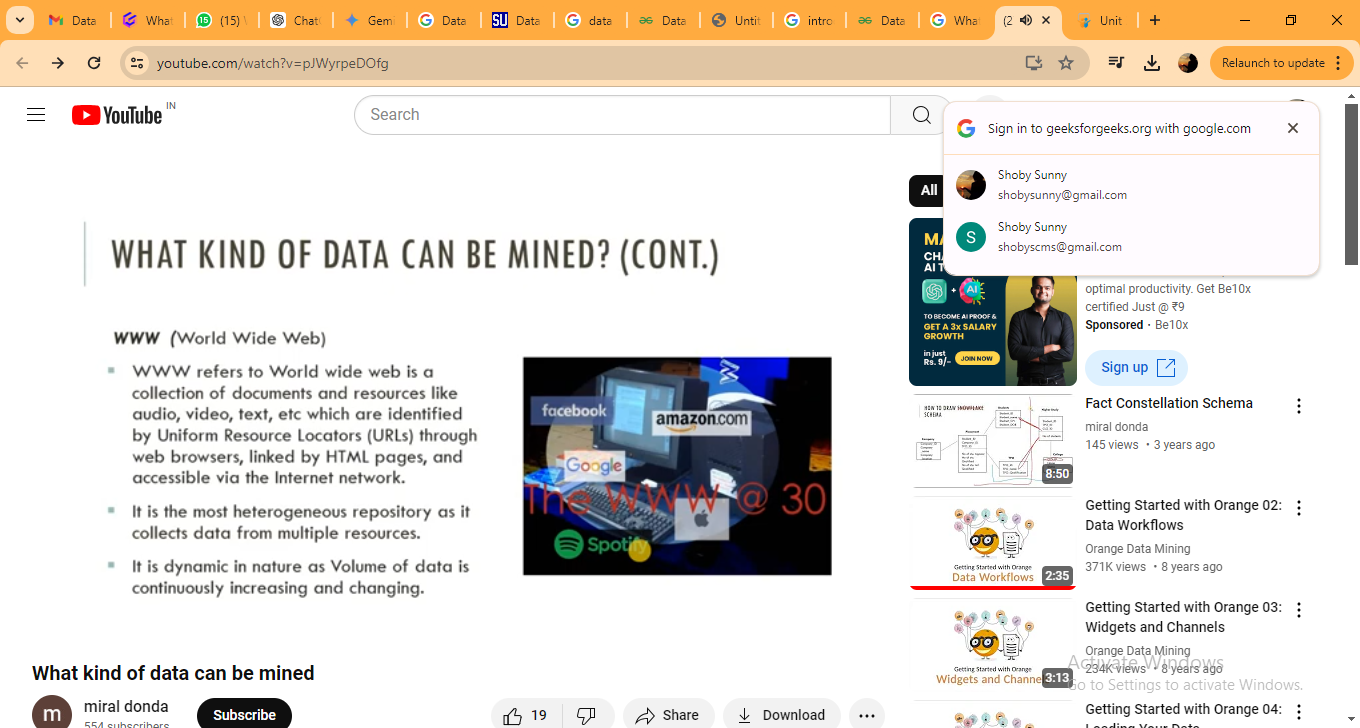 Data
What
(15)
Chat
Gemi
Data
SU
Data
data
Data
Untit
intro
Data
What
(2
Unit
youtube.com/watch?v=pJWyrpeDOfg
Relaunch to update
YouTube IN
Search
Sign in to geeksforgeeks.org with google.com
Shoby Sunny
shobysunny@gmail.com
S
Shoby Sunny
shobyscms@gmail.com
WHAT KIND OF DATA CAN BE MINED? (CONT.)
WWW (World Wide Web)
WWW refers to World wide web is a
collection of documents and resources like
audio, video, text, etc which are identified
by Uniform Resource Locators (URLs) through
web browsers, linked by HTML pages, and
accessible via the Internet network.
It is the most heterogeneous repository as it
collects data from multiple resources.
It is dynamic in nature as Volume of data is
continuously increasing and changing.
facebook
amazon.com
Google
The WWW @ 30
Spotify
What kind of data can be mined
m
miral donda
554 subscribers
Subscribe
19
Share
Download
All
AI
TO BECOME AI PROOF &
GET A 3x SALARY
GROWTH
in just
Rs. 9/-
JOIN NOW
optimal productivity. Get Be10x
certified Just @ ₹9
Sponsored · Be10x
Sign up
HOW TO DRAW SNOWFLAKE
SCHEMA
8:50
Fact Constellation Schema
miral donda
145 views • 3 years ago
Getting Started with Orange
Data Workflows
2:35
Getting Started with Orange 02:
Data Workflows
Orange Data Mining
371K views • 8 years ago
Getting Started with Orange
Widgets and Channe
3:13
Getting Started with Orange 03:
Widgets and Channels
Orange Data Mining
234K views • 8 years ago
Activate Windows
Go to Settings to activate Windows.
Getting Started with Orange 04:
Loading Your Data